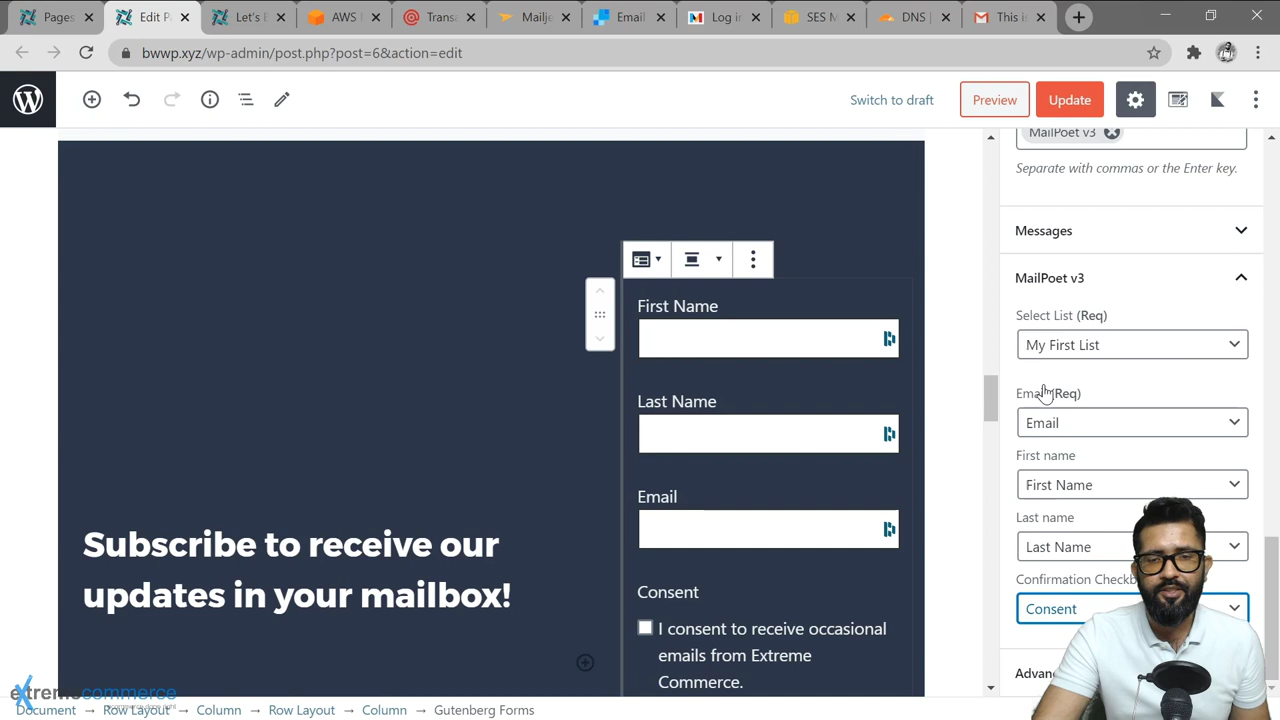 Pages
Edit P
Let's E
AWS
Transa
Mailje
Email
Log in
SES M
DNS |
This is
bwwp.xyz/wp-admin/post.php?post=6&action=edit
Switch to draft
Preview
Update
MailPoet v3
Separate with commas or the Enter key.
Messages
MailPoet v3
Select List (Req)
My First List
Email (Req)
Email
First name
First Name
Last name
Last Name
Confirmation Checkb
Consent
Advan
First Name
Last Name
Email
Consent
I consent to receive occasional
emails from Extreme
Commerce.
Subscribe to receive our
updates in your mailbox!
extremecommerce
Document → Row Layout → Column → Row Layout → Column → Gutenberg Forms